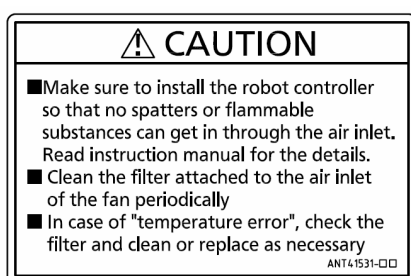 ⚠ CAUTION
■Make sure to install the robot controller
so that no spatters or flammable
substances can get in through the air inlet.
Read instruction manual for the details.
■ Clean the filter attached to the air inlet
of the fan periodically
■ In case of "temperature error", check the
filter and clean or replace as necessary
ANT41531-□□